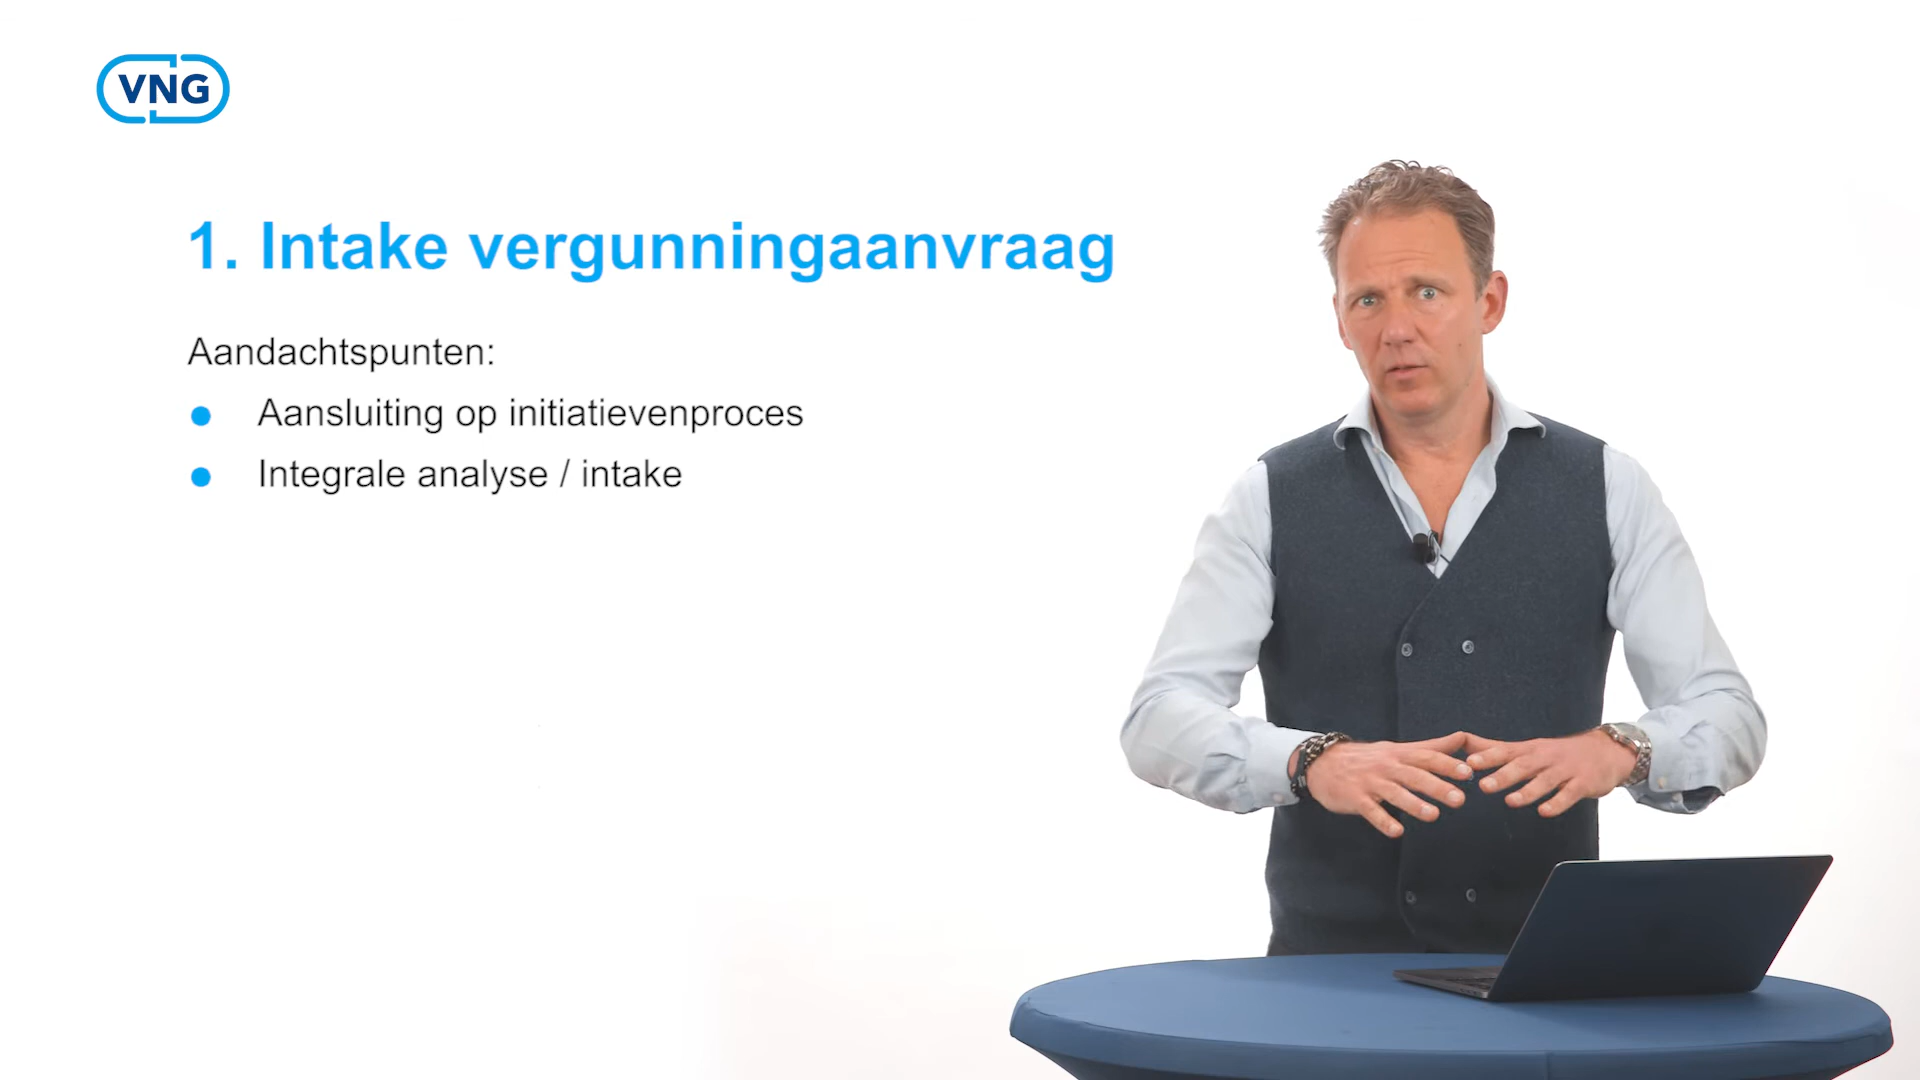 VNG
1. Intake vergunningaanvraag
Aandachtspunten:
Aansluiting op initiatievenproces
Integrale analyse / intake